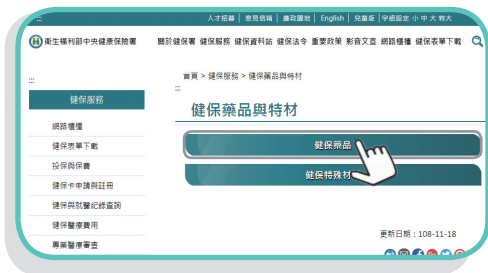 :::
人才招募 | 意見信箱 | 廉政園地 | English | 兒童版 | 字級設定 小 中 大 特大
衛生福利部中央健康保險署
關於健保署 健保服務 健保資料站 健保法令 重要政策 影音文宣 網路櫃檯 健保表單下載
:::
首頁 > 健保服務 > 健保藥品與特材
:::
健保服務
健保藥品與特材
網路櫃檯
健保表單下載
健保藥品
投保與保費
健保特殊材
健保卡申請與註冊
健保與就醫紀錄查詢
健保醫療費用
更新日期：108-11-18
專業醫療審查